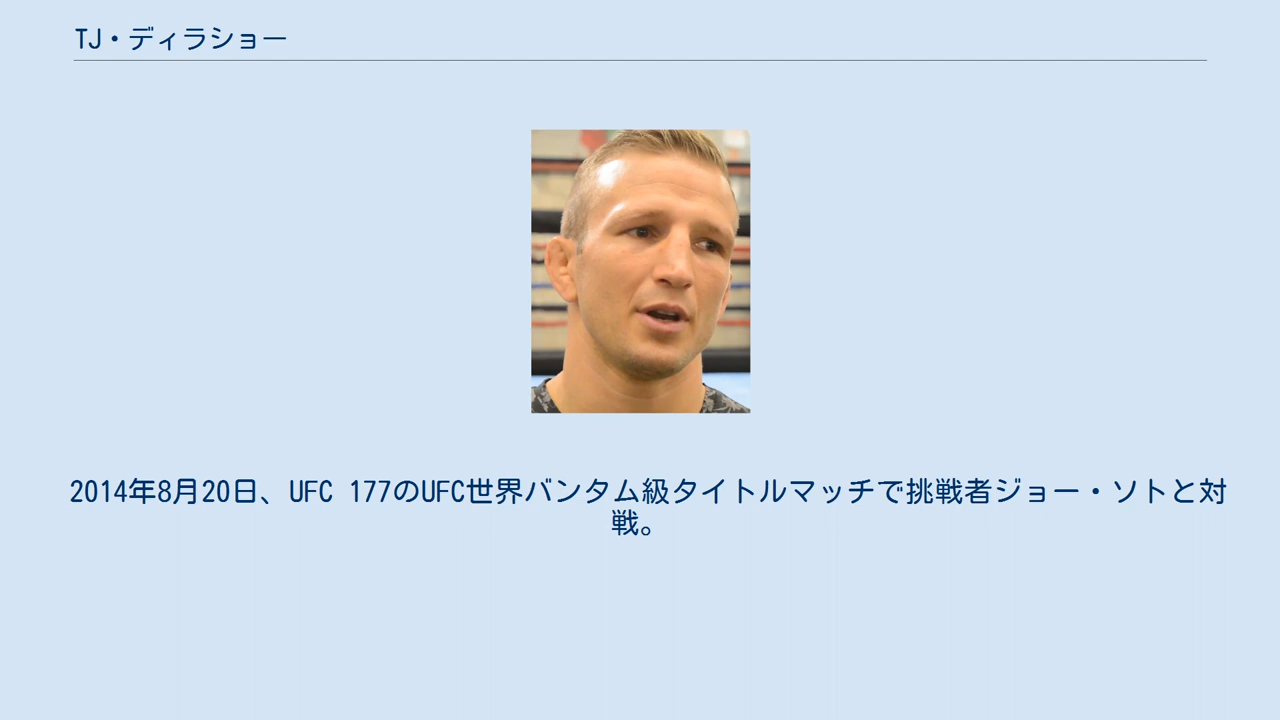 TJ・ディラショー
2014年8月20日、UFC 177のUFC世界バンタム級タイトルマッチで挑戦者ジョー・ソトと対
戦。